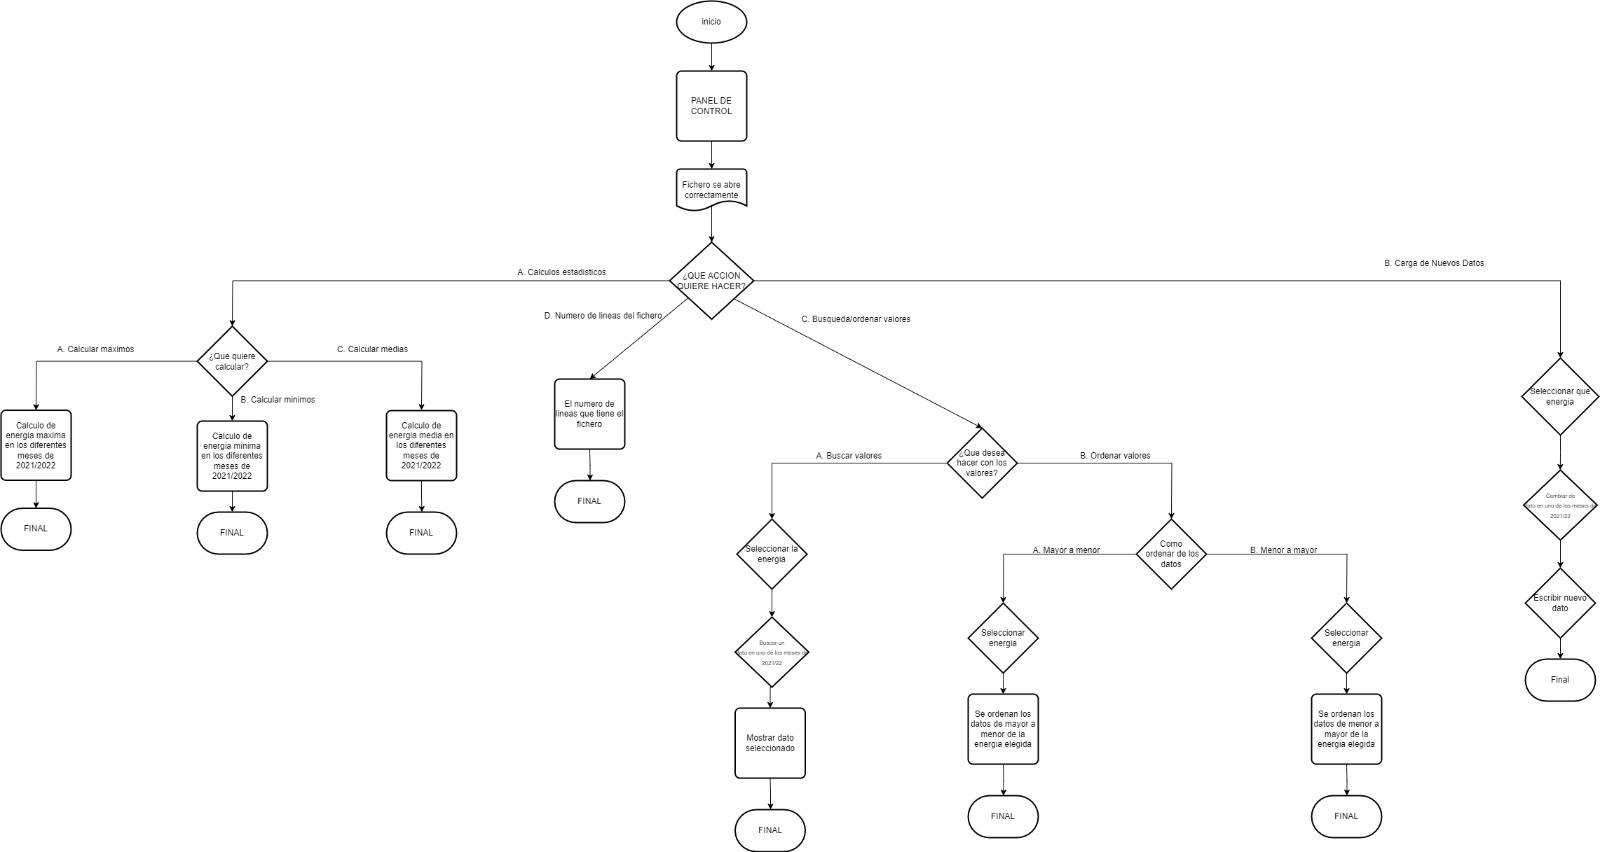 inicio
PANEL DE
CONTROL
Fichero se abre
correctamente
¿QUE ACCION
QUIERE HACER?
A. Calculos estadisticos
B. Carga de Nuevos Datos
D. Numero de lineas del fichero
C. Busqueda/ordenar valores
¿Que quiere
calcular?
A. Calcular maximos
C. Calcular medias
B. Calcular minimos
Calculo de
energia maxima
en los diferentes
meses de
2021/2022
FINAL
Calculo de
energia minima
en los diferentes
meses de
2021/2022
FINAL
Calculo de
energia media en
los diferentes
meses de
2021/2022
FINAL
El numero de
lineas que tiene el
fichero
FINAL
¿Que desea
hacer con los
valores?
A. Buscar valores
B. Ordenar valores
Seleccionar la
energia
Buscar un
dato en uno de los meses de
2021/22
Mostrar dato
seleccionado
FINAL
Como
ordenar de los
datos
A. Mayor a menor
B. Menor a mayor
Seleccionar
energia
Se ordenan los
datos de mayor a
menor de la
energia elegida
FINAL
Seleccionar
energia
Se ordenan los
datos de menor a
mayor de la
energia elegida
FINAL
Seleccionar que
energia
Cambiar de
dato en uno de los meses de
2021/22
Escribir nuevo
dato
Final